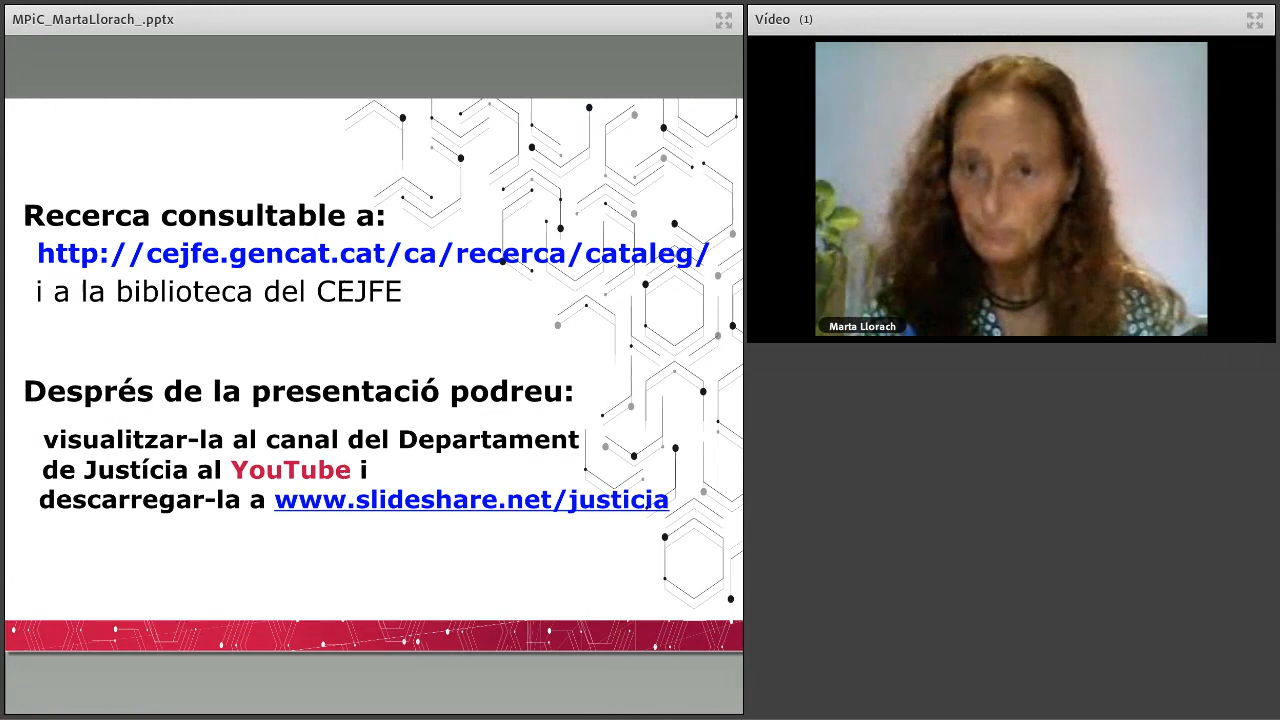 MPiC_MartaLlorach_.pptx
Vídeo (1)
Recerca consultable a:
http://cejfe.gencat.cat/ca/recerca/cataleg/
i a la biblioteca del CEJFE
Després de la presentació podreu:
visualitzar-la al canal del Departament
de Justícia al YouTube i
descarregar-la a www.slideshare.net/justicia
Marta Llorach